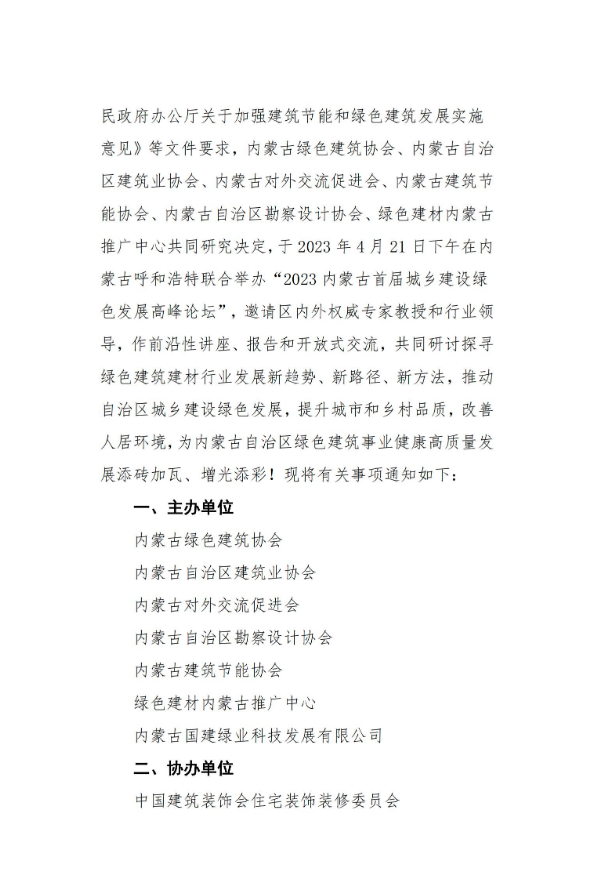 民政府办公厅关于加强建筑节能和绿色建筑发展实施
意见》等文件要求，内蒙古绿色建筑协会、内蒙古自治
区建筑业协会、内蒙古对外交流促进会、内蒙古建筑节
能协会、内蒙古自治区勘察设计协会、绿色建材内蒙古
推广中心共同研究决定，于 2023 年 4 月 21 日下午在内
蒙古呼和浩特联合举办“2023 内蒙古首届城乡建设绿
色发展高峰论坛”，邀请区内外权威专家教授和行业领
导，作前沿性讲座、报告和开放式交流，共同研讨探寻
绿色建筑建材行业发展新趋势、新路径、新方法，推动
自治区城乡建设绿色发展，提升城市和乡村品质，改善
人居环境，为内蒙古自治区绿色建筑事业健康高质量发
展添砖加瓦、增光添彩！现将有关事项通知如下：
一、主办单位
内蒙古绿色建筑协会
内蒙古自治区建筑业协会
内蒙古对外交流促进会
内蒙古自治区勘察设计协会
内蒙古建筑节能协会
绿色建材内蒙古推广中心
内蒙古国建绿业科技发展有限公司
二、协办单位
中国建筑装饰会住宅装饰装修委员会